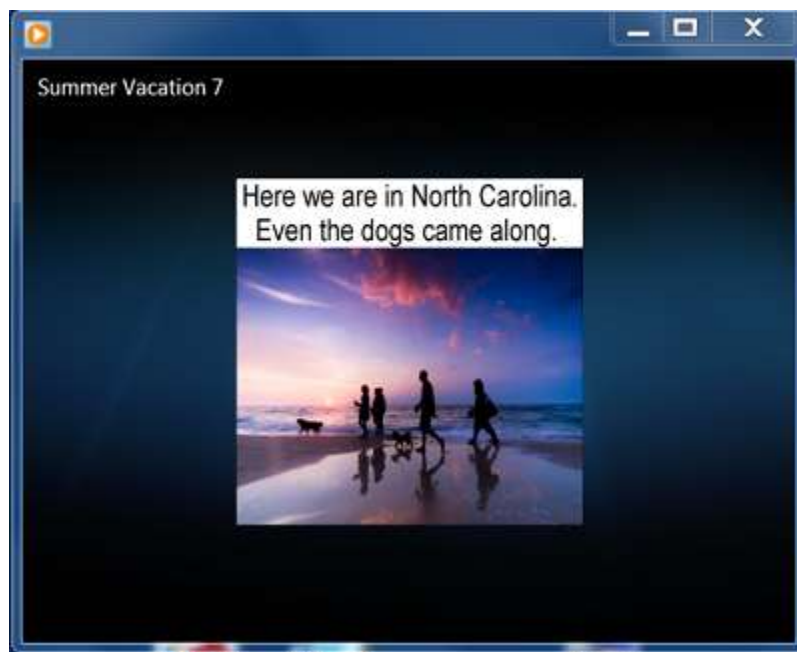 Summer Vacation 7
Here we are in North Carolina.
Even the dogs came along.